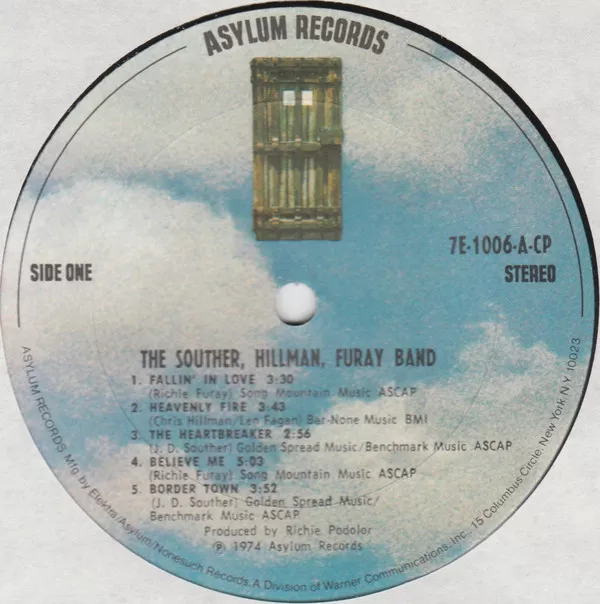 ASYLUM RECORDS
7E-1006-A-CP
SIDE ONE
STEREO
THE SOUTHER, HILLMAN, FURAY BAND
1. FALLIN' IN LOVE 3:30
(Richie Furay) Song Mountain Music ASCAP
2. HEAVENLY FIRE 3:43
(Chris Hillman/Len Fagan) Bar-None Music BMI
3. THE HEARTBREAKER 2:56
(J. D. Souther) Golden Spread Music/Benchmark Music ASCAP
4. BELIEVE ME 5:03
(Richie Furay) Song Mountain Music ASCAP
5. BORDER TOWN 3:52
(J. D. Souther) Golden Spread Music/
Benchmark Music ASCAP
Produced by Richie Podolor
℗ 1974 Asylum Records
ASYLUM RECORDS. Mfg. by Elektra/Asylum/Nonesuch Records. A Division of Warner Communications, Inc. 15 Columbus Circle, New York N.Y. 10023